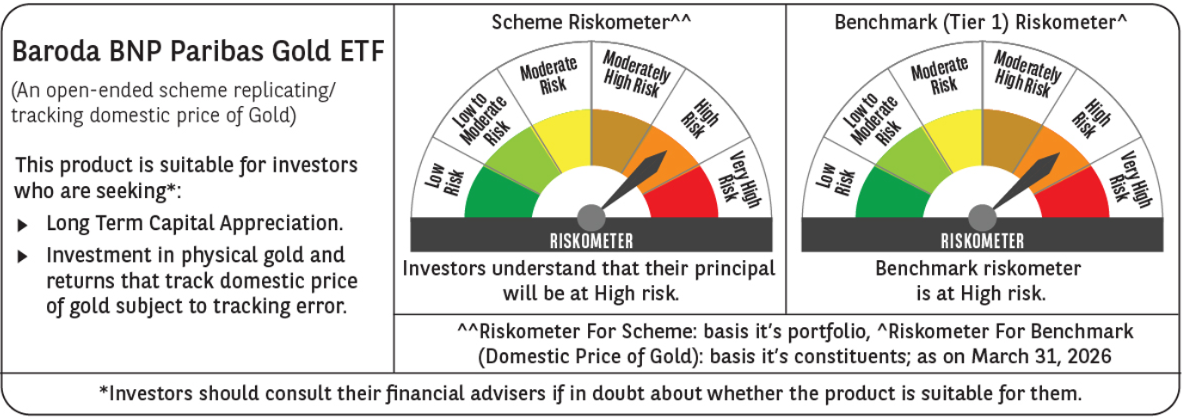 Baroda BNP Paribas Gold ETF
(An open-ended scheme replicating/
tracking domestic price of Gold)
This product is suitable for investors
who are seeking*:
▶ Long Term Capital Appreciation.
▶ Investment in physical gold and
returns that track domestic price
of gold subject to tracking error.
Scheme Riskometer^^
Low
Risk
Low to
Moderate
Risk
Moderate
Risk
Moderately
High Risk
High
Risk
Very High
Risk
RISKOMETER
Investors understand that their principal
will be at High risk.
Benchmark (Tier 1) Riskometer^
Low
Risk
Low to
Moderate
Risk
Moderate
Risk
Moderately
High Risk
High
Risk
Very High
Risk
RISKOMETER
Benchmark riskometer
is at High risk.
^^Riskometer For Scheme: basis it's portfolio, ^Riskometer For Benchmark
(Domestic Price of Gold): basis it's constituents; as on March 31, 2026
*Investors should consult their financial advisers if in doubt about whether the product is suitable for them.